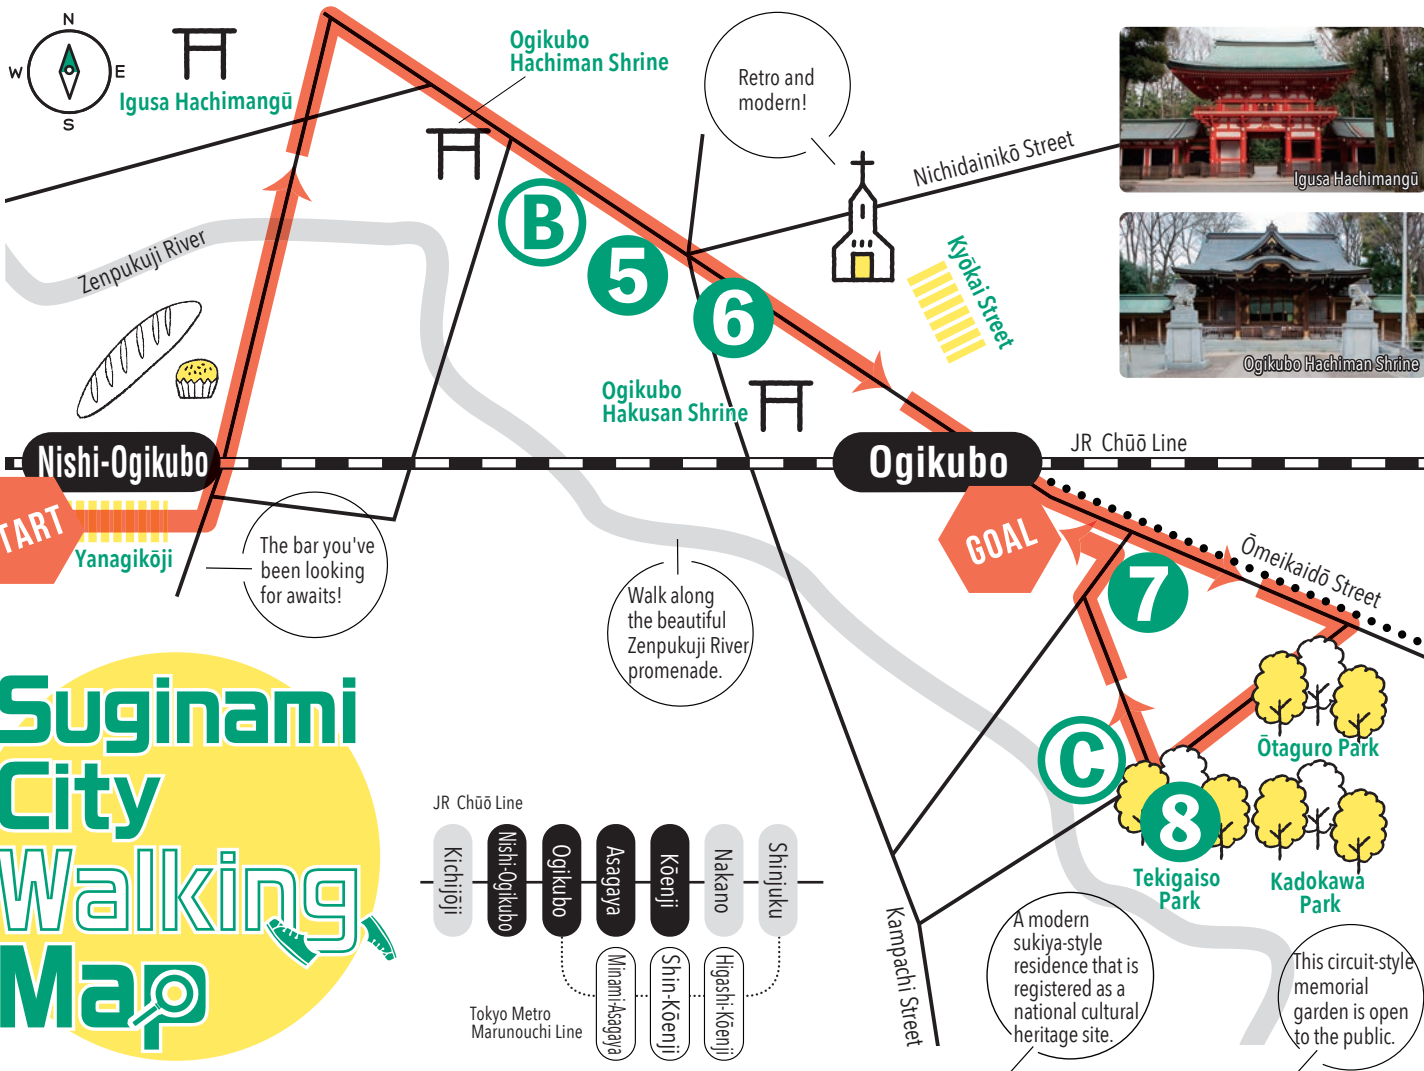 N
W
E
S
Igusa Hachimangū
Ogikubo
Hachiman Shrine
Retro and
modern!
Nichidainikō Street
Igusa Hachimangū
Ogikubo Hachiman Shrine
Zenpukuji River
B
5
6
Kyōkai Street
Ogikubo
Hakusan Shrine
Nishi-Ogikubo
Ogikubo
JR Chūō Line
TART
Yanagikōji
The bar you've
been looking
for awaits!
GOAL
7
Ōmeikaidō Street
Walk along
the beautiful
Zenpukuji River
promenade.
Ōtaguro Park
C
8
Tekigaiso
Park
Kadokawa
Park
Suginami
City
Walking
Map
JR Chūō Line
Kichijōji
Nishi-Ogikubo
Ogikubo
Asagaya
Kōenji
Nakano
Shinjuku
Minami-Asagaya
Shin-Kōenji
Higashi-Kōenji
Tokyo Metro
Marunouchi Line
Kampachi Street
A modern
sukiya-style
residence that is
registered as a
national cultural
heritage site.
This circuit-style
memorial
garden is open
to the public.